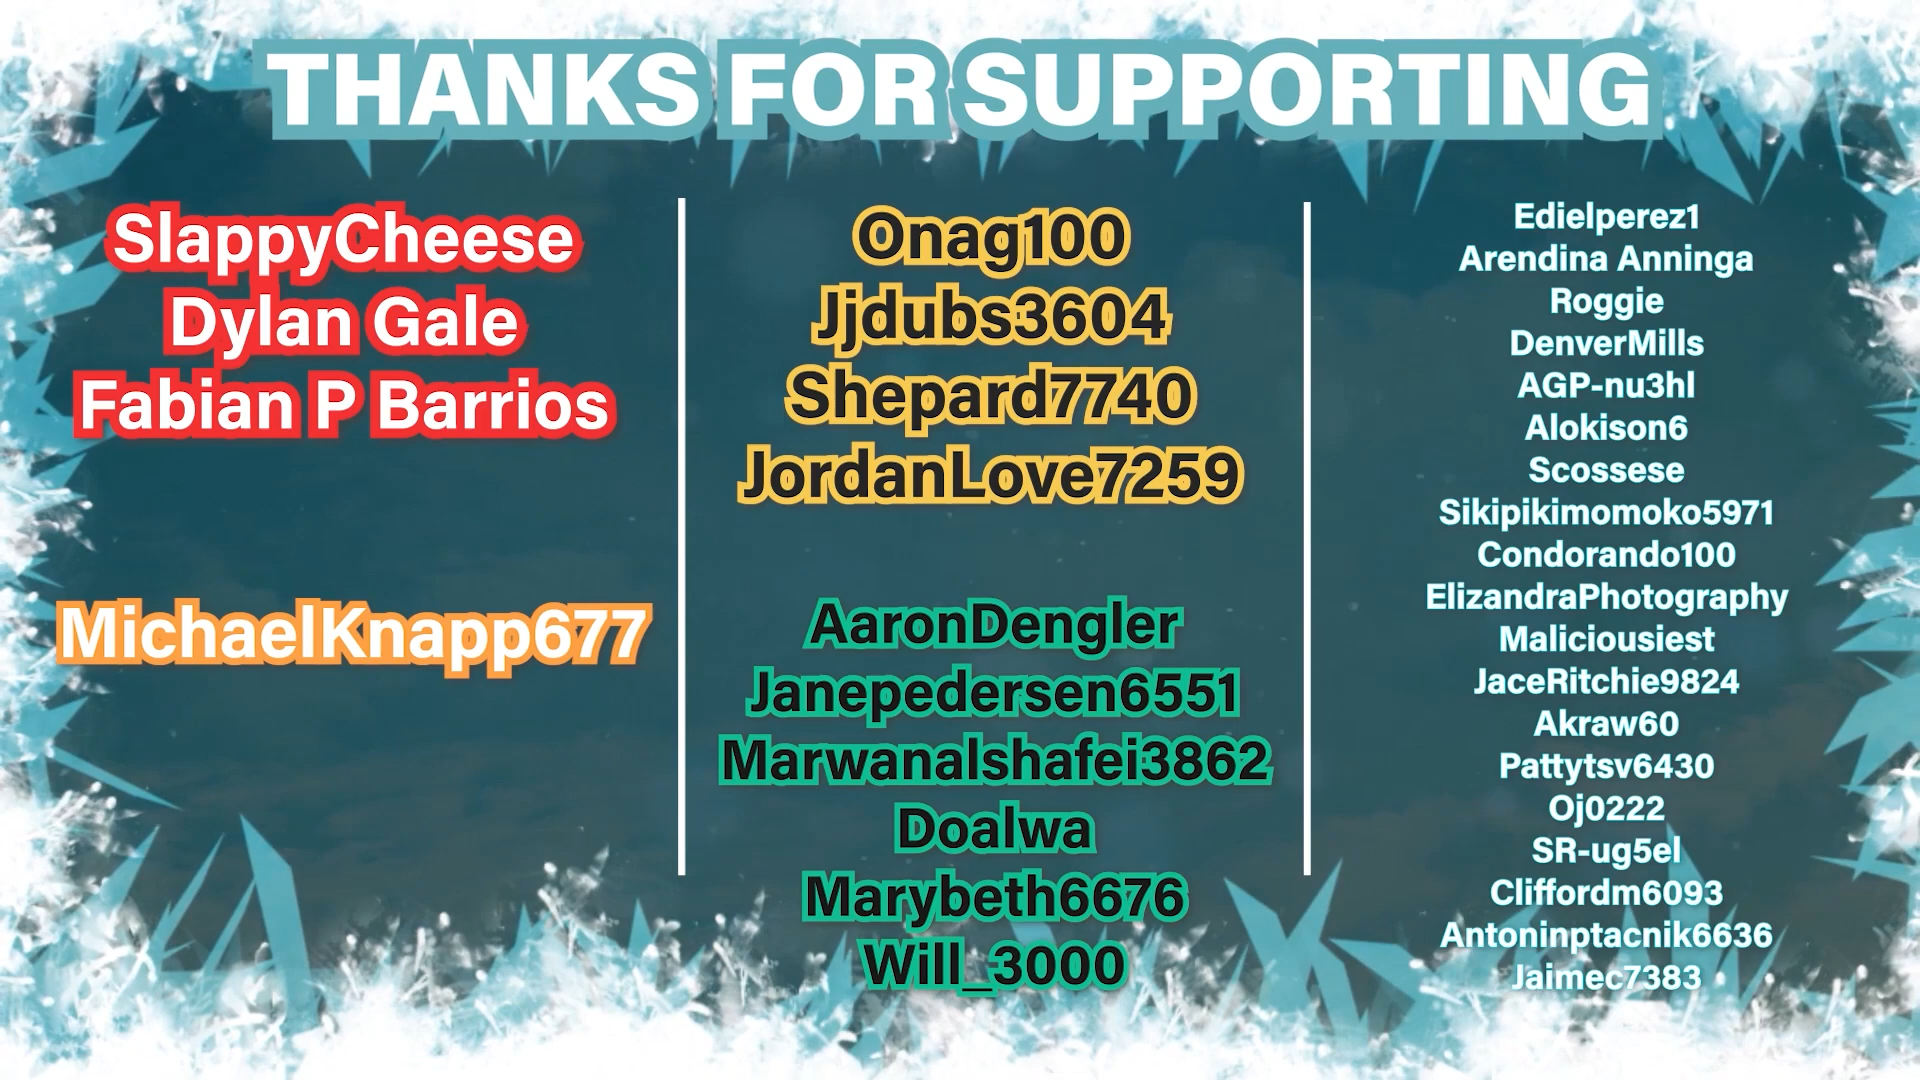 THANKS FOR SUPPORTING
SlappyCheese
Dylan Gale
Fabian P Barrios
MichaelKnapp677
Onag100
Jjdubs3604
Shepard7740
JordanLove7259
AaronDengler
Janepedersen6551
Marwanalshafei3862
Doalwa
Marybeth6676
Will_3000
Edielperez1
Arendina Anninga
Roggie
DenverMills
AGP-nu3hl
Alokison6
Scossese
Sikipikimomoko5971
Condorando100
ElizandraPhotography
Maliciousiest
JaceRitchie9824
Akraw60
Pattytsv6430
Oj0222
SR-ug5el
Cliffordm6093
Antoninptacnik6636
Jaimec7383